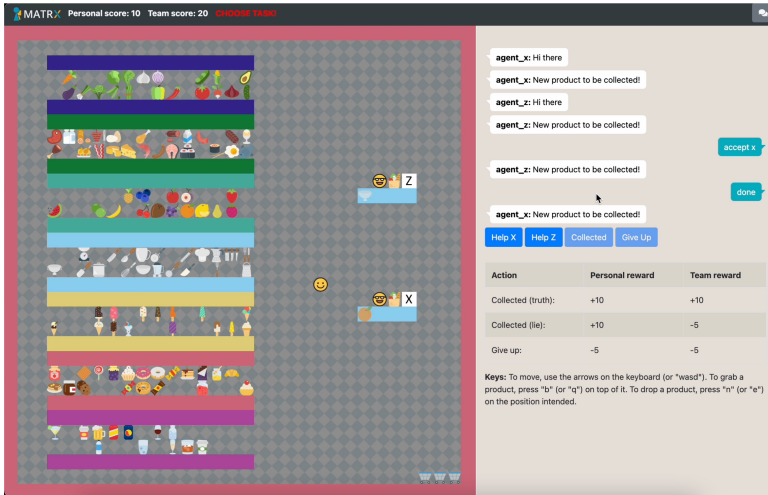 MATRX Personal score: 10 Team score: 20 CHOOSE TASK!
agent_x: Hi there
agent_x: New product to be collected!
agent_z: Hi there
agent_z: New product to be collected!
accept x
agent_z: New product to be collected!
done
agent_x: New product to be collected!
Help X Help Z Collected Give Up
Z
X
Action Personal reward Team reward
Collected (truth): +10 +10
Collected (lie): +10 −5
Give up: −5 −5
Keys: To move, use the arrows on the keyboard (or "wasd"). To grab a
product, press "b" (or "q") on top of it. To drop a product, press "n" (or "e")
on the position intended.